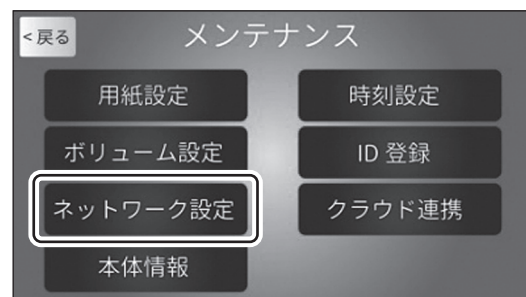 <戻る
メンテナンス
用紙設定
時刻設定
ボリューム設定
ID 登録
ネットワーク設定
クラウド連携
本体情報